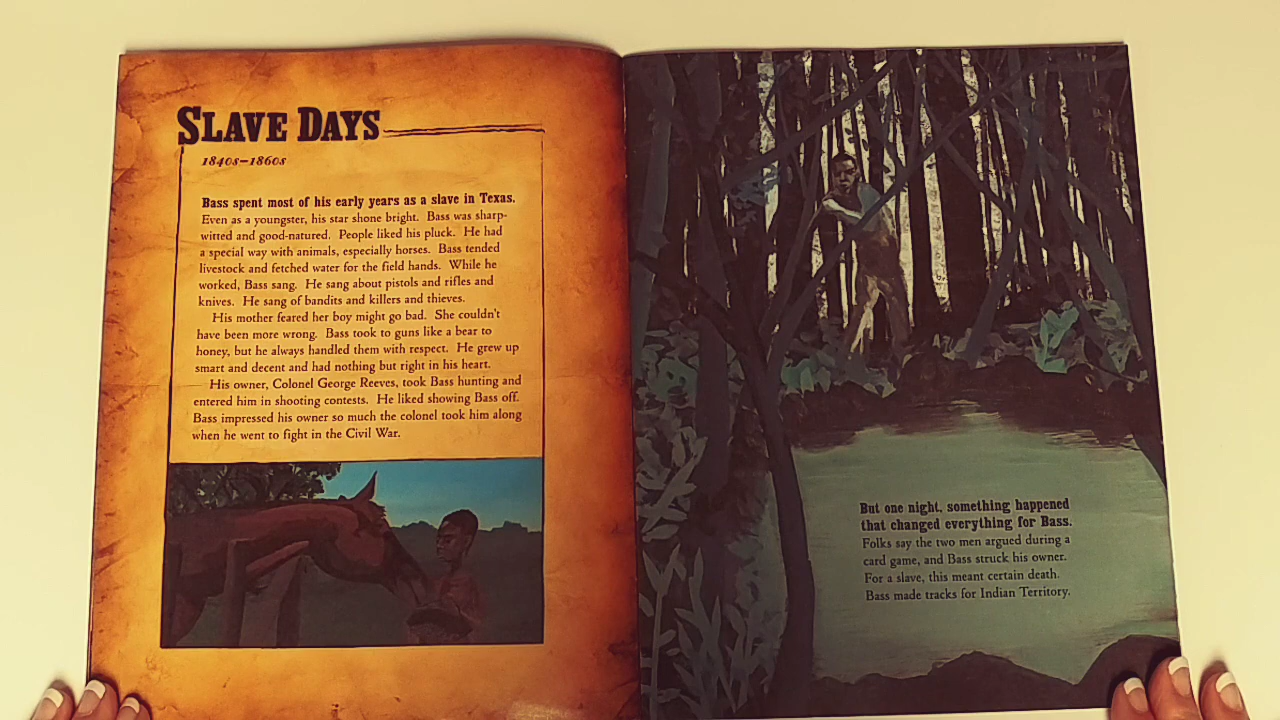 SLAVE DAYS
1840s–1860s
Bass spent most of his early years as a slave in Texas.
Even as a youngster, his star shone bright. Bass was sharp-
witted and good-natured. People liked his pluck. He had
a special way with animals, especially horses. Bass tended
livestock and fetched water for the field hands. While he
worked, Bass sang. He sang about pistols and rifles and
knives. He sang of bandits and killers and thieves.
His mother feared her boy might go bad. She couldn't
have been more wrong. Bass took to guns like a bear to
honey, but he always handled them with respect. He grew up
smart and decent and had nothing but right in his heart.
His owner, Colonel George Reeves, took Bass hunting and
entered him in shooting contests. He liked showing Bass off.
Bass impressed his owner so much the colonel took him along
when he went to fight in the Civil War.
But one night, something happened
that changed everything for Bass.
Folks say the two men argued during a
card game, and Bass struck his owner.
For a slave, this meant certain death.
Bass made tracks for Indian Territory.